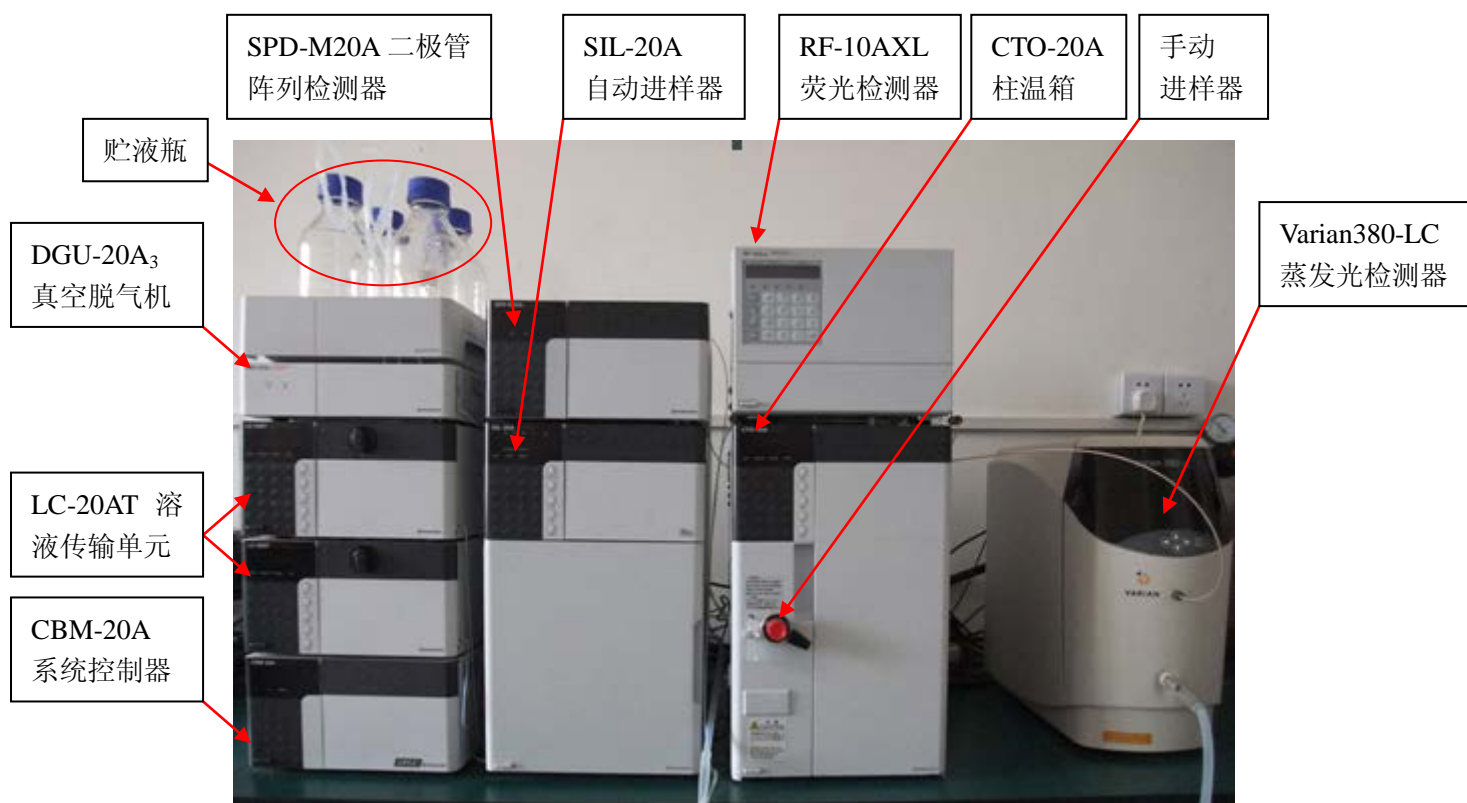 SPD-M20A 二极管
阵列检测器
SIL-20A
自动进样器
RF-10AXL
荧光检测器
CTO-20A
柱温箱
手动
进样器
贮液瓶
DGU-20A₃
真空脱气机
Varian380-LC
蒸发光检测器
LC-20AT 溶
液传输单元
CBM-20A
系统控制器
VARIAN